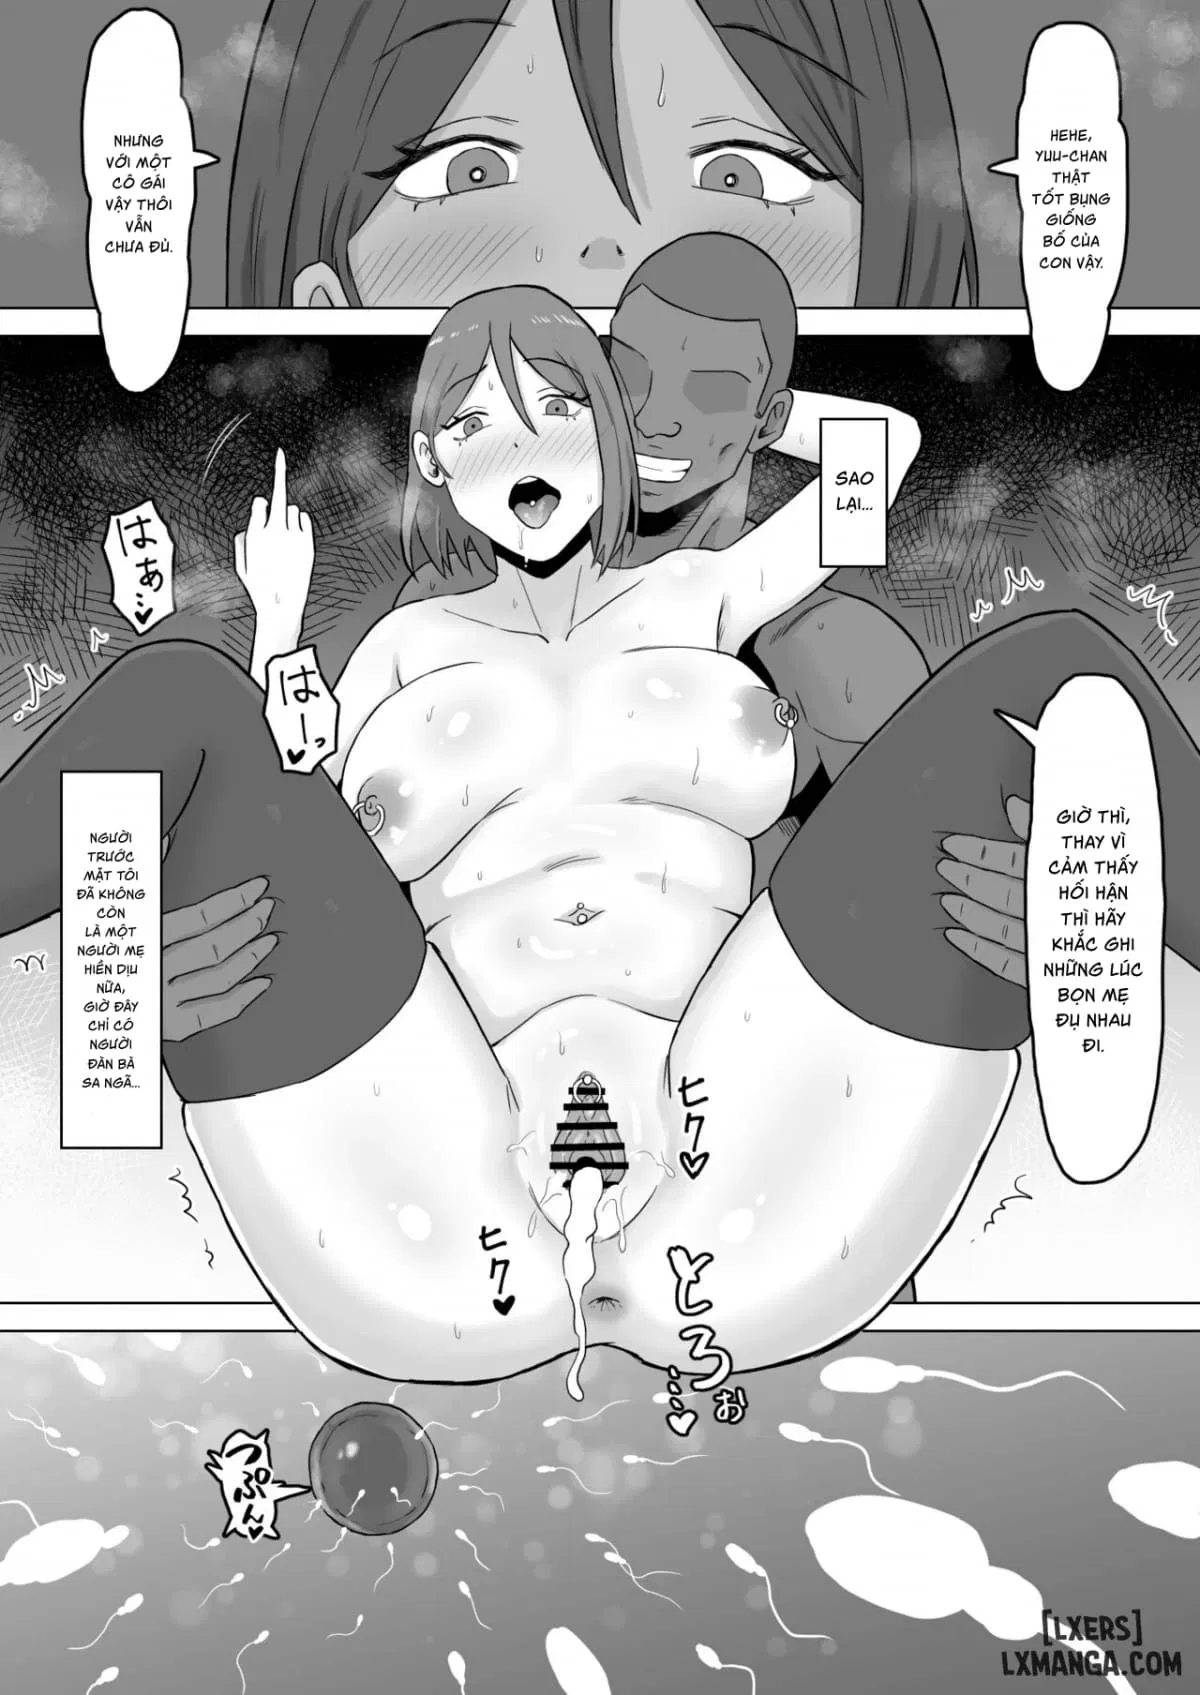 HEHE,
YUU-CHAN
THẬT
TỐT BỤNG
GIỐNG
BỐ CỦA
CON VẬY.
NHƯNG
VỚI MỘT
CÔ GÁI
VẬY THÔI
VẪN
CHƯA ĐỦ.
SAO
LẠI...
はぁ…♥
はーっ♥
GIỜ THÌ,
THAY VÌ
CẢM THẤY
HỐI HẬN
THÌ HÃY
KHẮC GHI
NHỮNG LÚC
BỌN MẸ
ĐỤ NHAU
ĐI.
NGƯỜI
TRƯỚC
MẶT TÔI
ĐÃ KHÔNG
CÒN
LÀ MỘT
NGƯỜI MẸ
HIỀN DỊU
NỮA,
GIỜ ĐÂY
CHỈ CÓ
NGƯỜI
ĐÀN BÀ
SA NGÃ...
ヒク♥
ヒク♥
とろぉ…♥
つぷん♥
[LXERS]
LXMANGA.COM